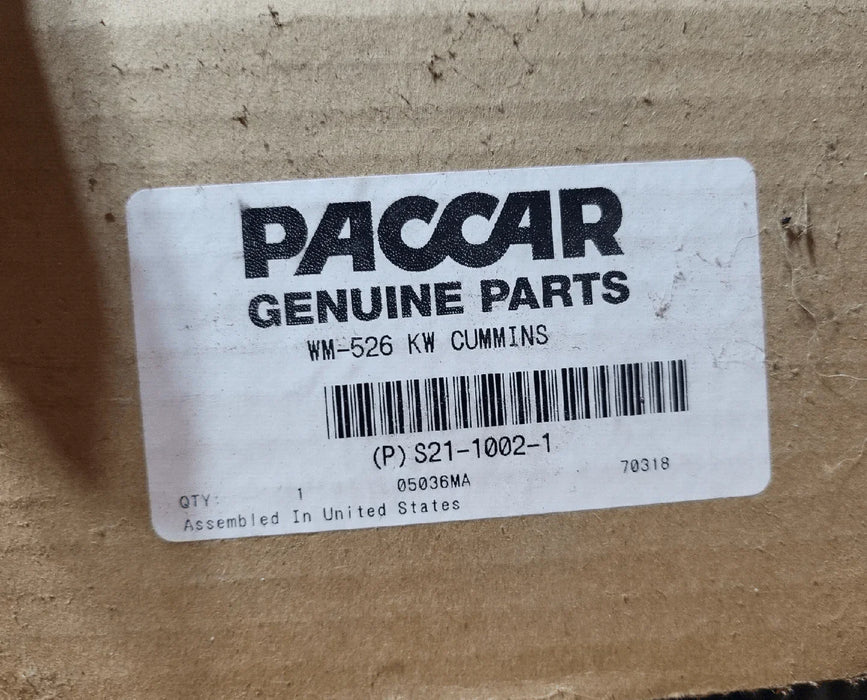 PACCAR
GENUINE PARTS
WM-526 KW CUMMINS
(P) S21-1002-1
05036MA
70318
QTY: 1
Assembled In United States